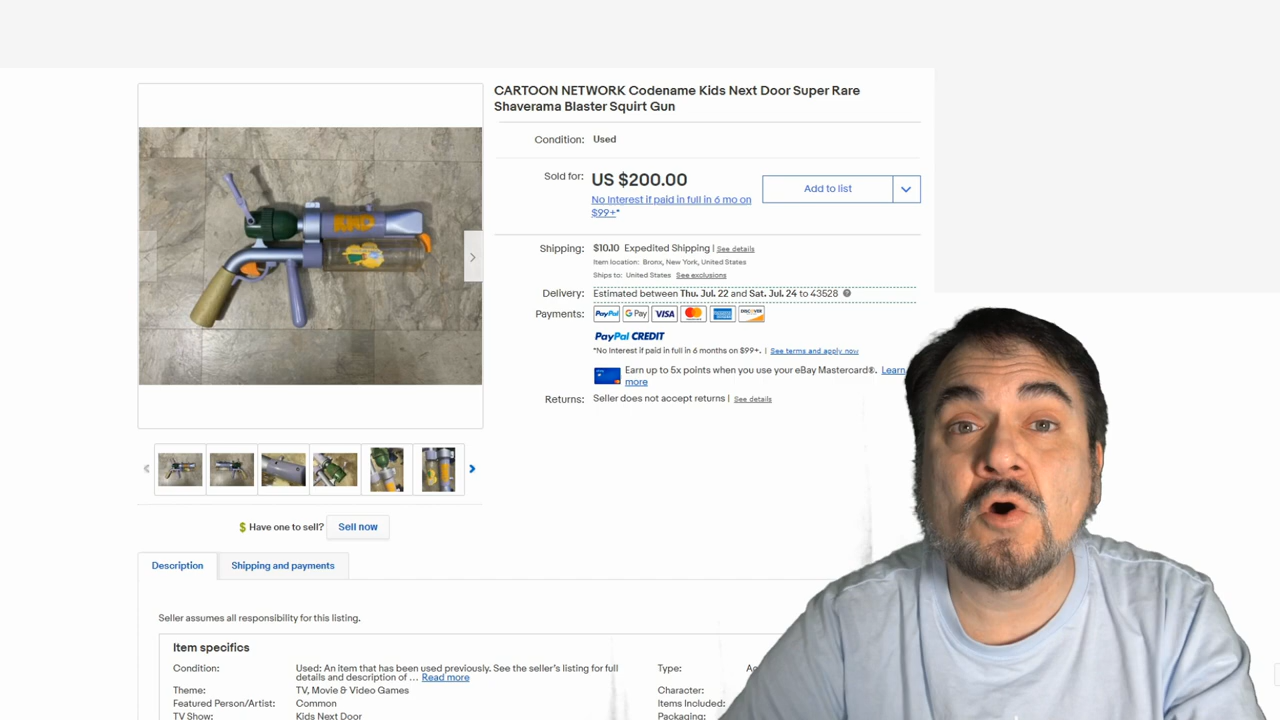 CARTOON NETWORK Codename Kids Next Door Super Rare
Shaverama Blaster Squirt Gun
Condition: Used
Sold for: US $200.00
No Interest if paid in full in 6 mo on
$99+*
Add to list
Shipping: $10.10 Expedited Shipping | See details
Item location: Bronx, New York, United States
Ships to: United States See exclusions
Delivery: Estimated between Thu. Jul. 22 and Sat. Jul. 24 to 43528
Payments: PayPal G Pay VISA MasterCard AMERICAN EXPRESS DISCOVER
PayPal CREDIT
*No Interest if paid in full in 6 months on $99+. | See terms and apply now
Earn up to 5x points when you use your eBay Mastercard®. Learn
more
Returns: Seller does not accept returns | See details
KND
$ Have one to sell? Sell now
Description
Shipping and payments
Seller assumes all responsibility for this listing.
Item specifics
Condition: Used: An item that has been used previously. See the seller's listing for full
details and description of ... Read more
Theme: TV, Movie & Video Games
Featured Person/Artist: Common
TV Show: Kids Next Door
Type:
Character:
Items Included:
Packaging: